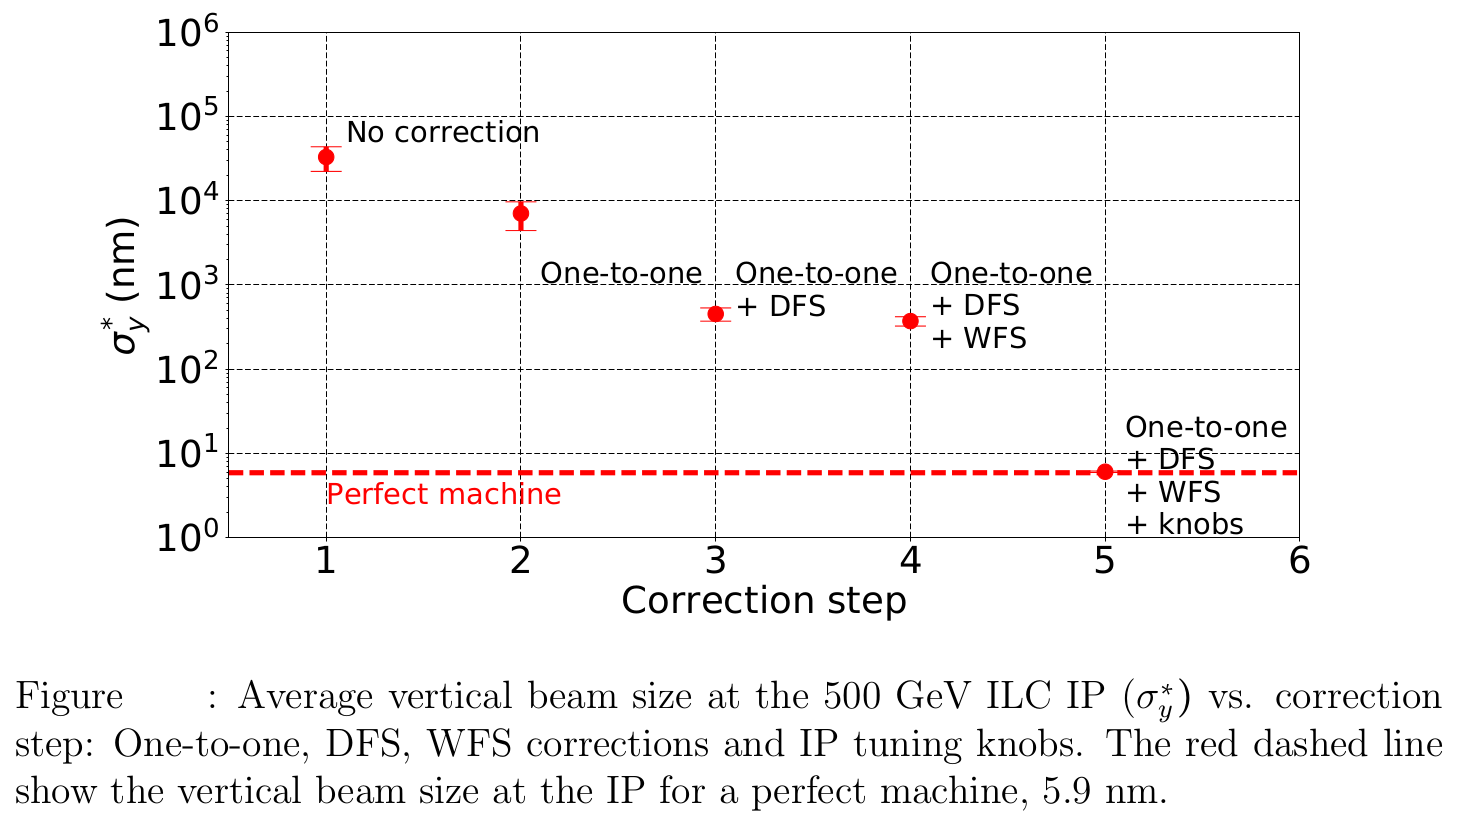 10^6
10^5
10^4
10^3
10^2
10^1
10^0
σ_y^* (nm)
No correction
One-to-one
One-to-one
+ DFS
One-to-one
+ DFS
+ WFS
One-to-one
+ DFS
+ WFS
+ knobs
Perfect machine
1 2 3 4 5 6
Correction step
Figure : Average vertical beam size at the 500 GeV ILC IP (σ_y^*) vs. correction
step: One-to-one, DFS, WFS corrections and IP tuning knobs. The red dashed line
show the vertical beam size at the IP for a perfect machine, 5.9 nm.